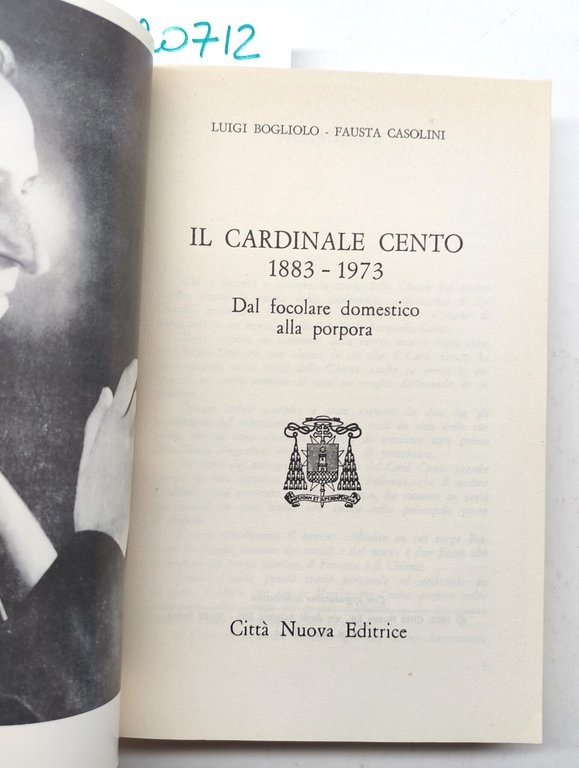 20712
LUIGI BOGLIOLO - FAUSTA CASOLINI
IL CARDINALE CENTO
1883 - 1973
Dal focolare domestico
alla porpora
Città Nuova Editrice